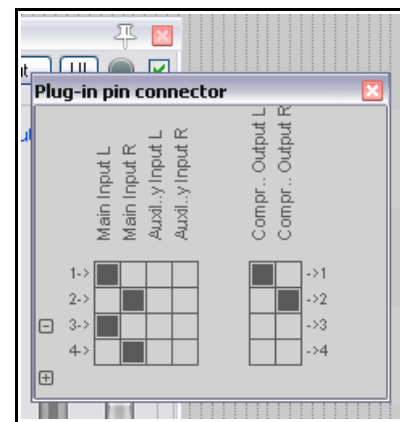 UI
Plug-in pin connector
Main Input L
Main Input R
Auxil..y Input L
Auxil..y Input R
Compr.. Output L
Compr.. Output R
1-> ->1
2-> ->2
3-> ->3
4-> ->4